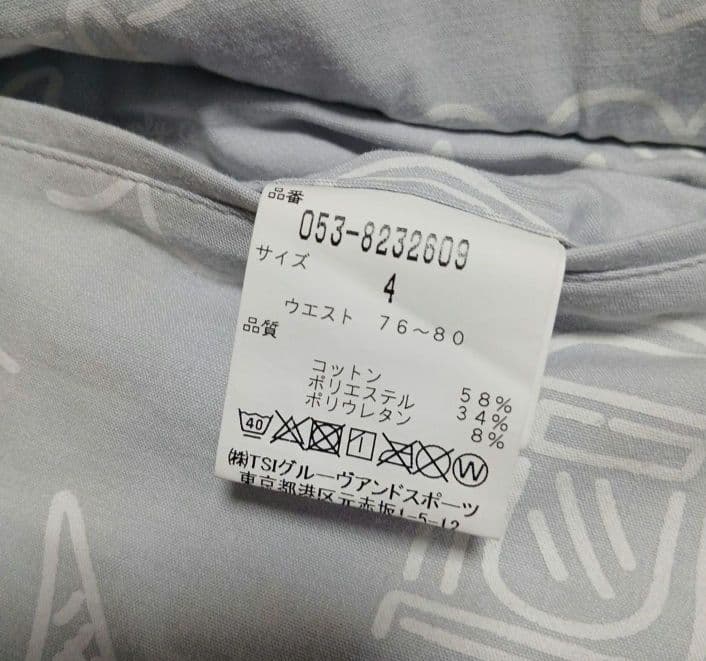 品番
053-8232609
サイズ
4
ウエスト 76～80
品質
コットン 58%
ポリエステル 34%
ポリウレタン 8%
40 W
㈱TSIグルーヴアンドスポーツ
東京都港区元赤坂1-5-12